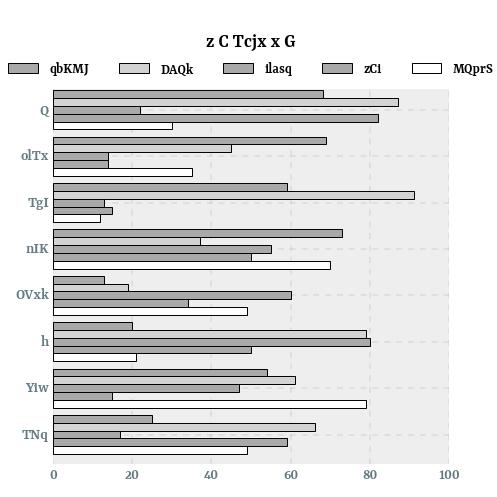 z C Tcjx x G
qbKMJ DAQk ilasq zCi MQprS
Q
olTx
TgI
nIK
OVxk
h
Yiw
TNq
0 20 40 60 80 100